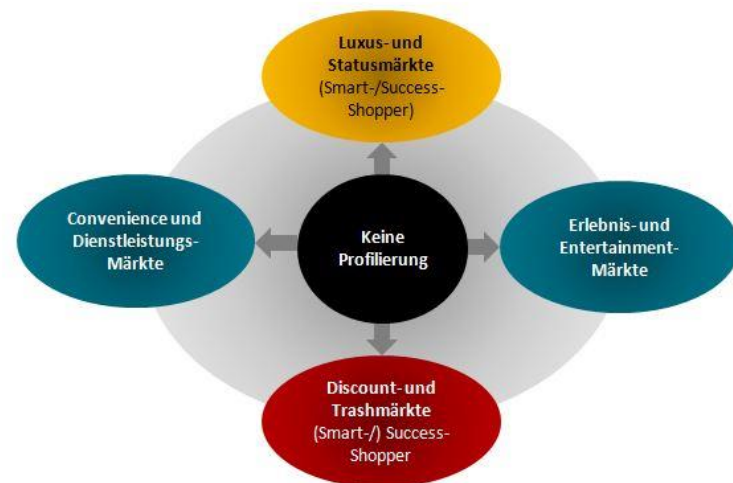 Luxus- und
Statusmärkte
(Smart-/Success-
Shopper)
Convenience und
Dienstleistungs-
Märkte
Keine
Profilierung
Erlebnis- und
Entertainment-
Märkte
Discount- und
Trashmärkte
(Smart-/) Success-
Shopper